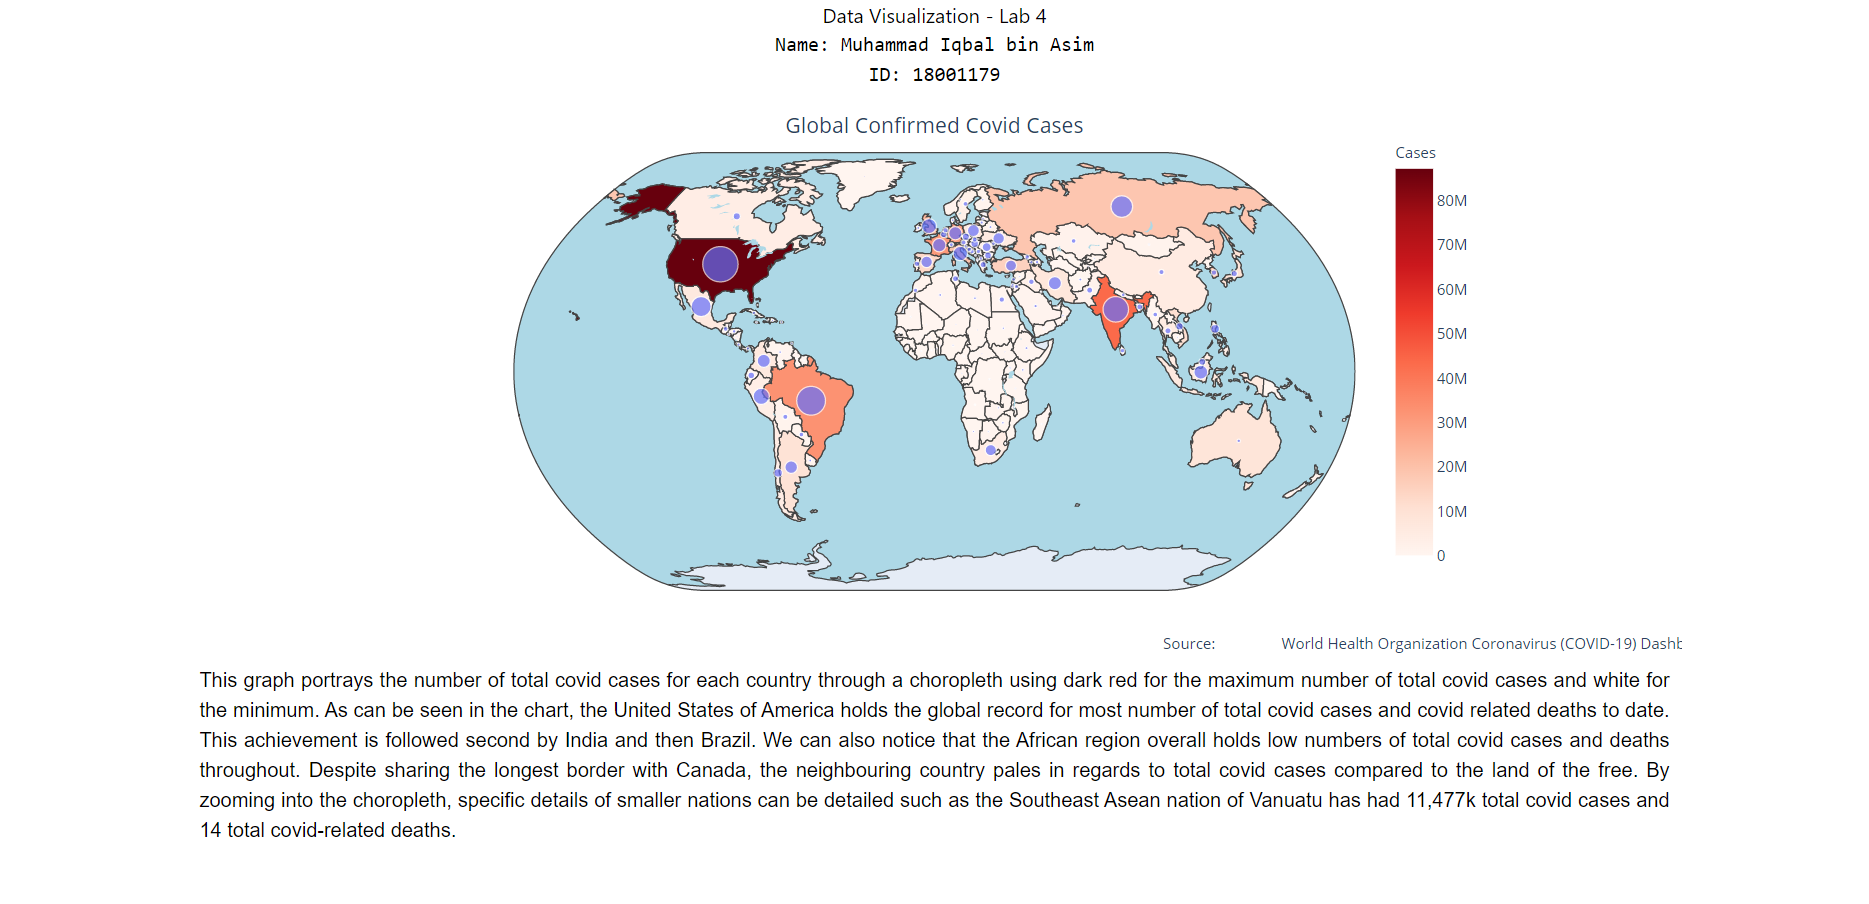 Data Visualization - Lab 4
Name: Muhammad Iqbal bin Asim
ID: 18001179
Global Confirmed Covid Cases
Cases
80M
70M
60M
50M
40M
30M
20M
10M
0
Source: World Health Organization Coronavirus (COVID-19) Dashb
This graph portrays the number of total covid cases for each country through a choropleth using dark red for the maximum number of total covid cases and white for
the minimum. As can be seen in the chart, the United States of America holds the global record for most number of total covid cases and covid related deaths to date.
This achievement is followed second by India and then Brazil. We can also notice that the African region overall holds low numbers of total covid cases and deaths
throughout. Despite sharing the longest border with Canada, the neighbouring country pales in regards to total covid cases compared to the land of the free. By
zooming into the choropleth, specific details of smaller nations can be detailed such as the Southeast Asean nation of Vanuatu has had 11,477k total covid cases and
14 total covid-related deaths.